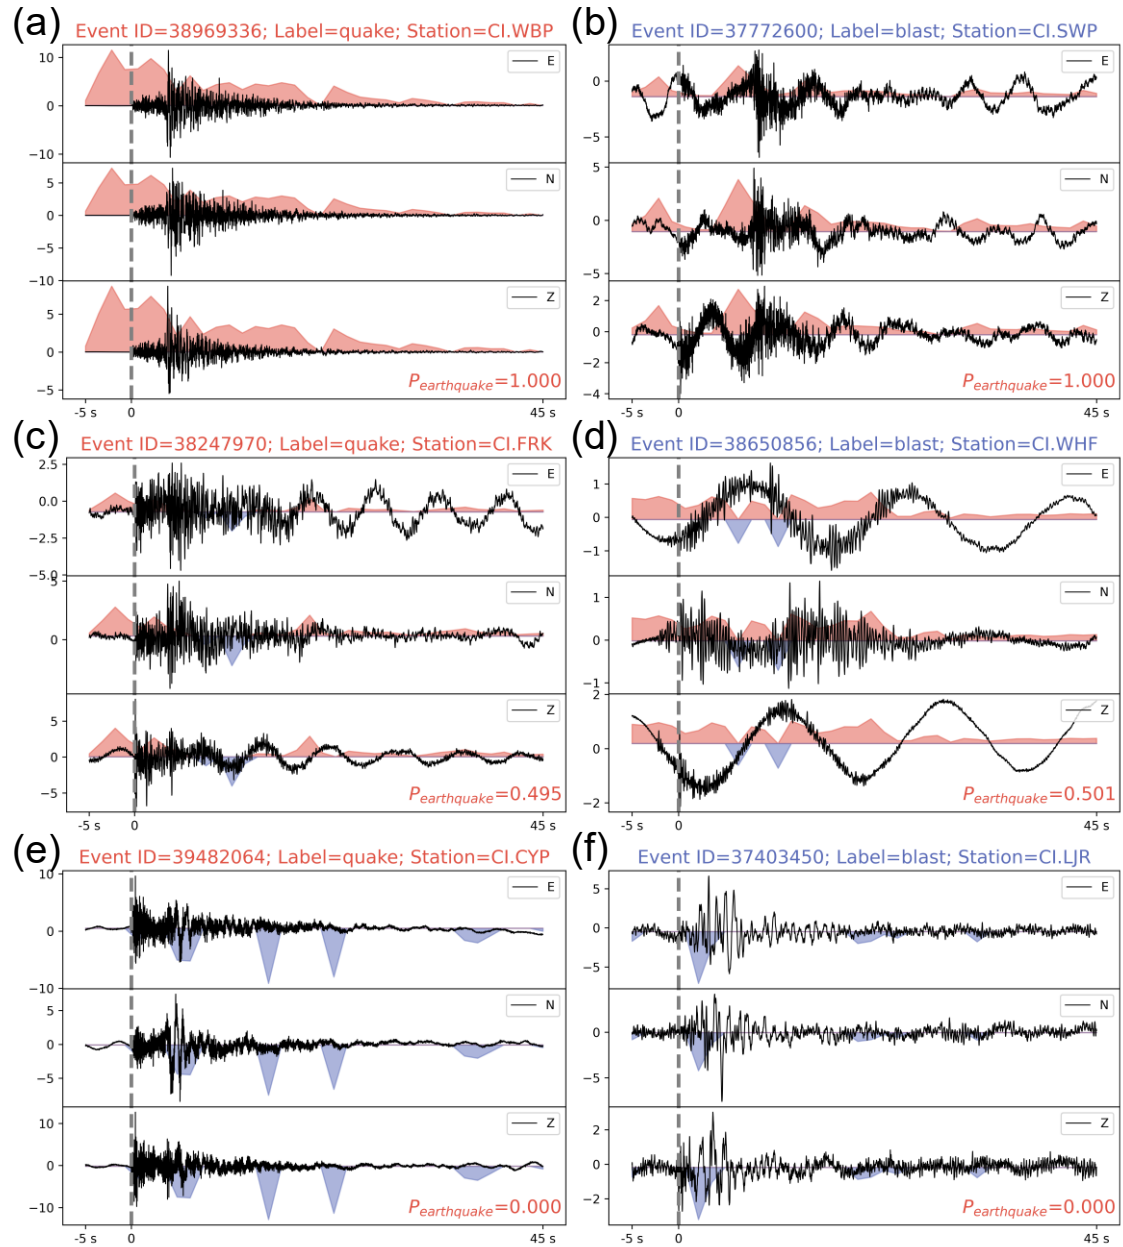 (a) Event ID=38969336; Label=quake; Station=CI.WBP
10
0
−10
E
5
0
−5
−10
N
5
0
−5
Z
P_earthquake=1.000
-5 s 0 45 s
(b) Event ID=37772600; Label=blast; Station=CI.SWP
0
−5
E
5
0
−5
N
2
0
−2
−4
Z
P_earthquake=1.000
-5 s 0 45 s
(c) Event ID=38247970; Label=quake; Station=CI.FRK
2.5
0.0
−2.5
−5.0
E
5
0
N
5
0
−5
Z
P_earthquake=0.495
-5 s 0 45 s
(d) Event ID=38650856; Label=blast; Station=CI.WHF
1
0
−1
E
1
0
−1
N
2
0
−2
Z
P_earthquake=0.501
-5 s 0 45 s
(e) Event ID=39482064; Label=quake; Station=CI.CYP
10
0
−10
E
5
0
−5
N
10
0
−10
Z
P_earthquake=0.000
-5 s 0 45 s
(f) Event ID=37403450; Label=blast; Station=CI.LJR
5
0
−5
E
0
−5
N
2
0
−2
Z
P_earthquake=0.000
-5 s 0 45 s